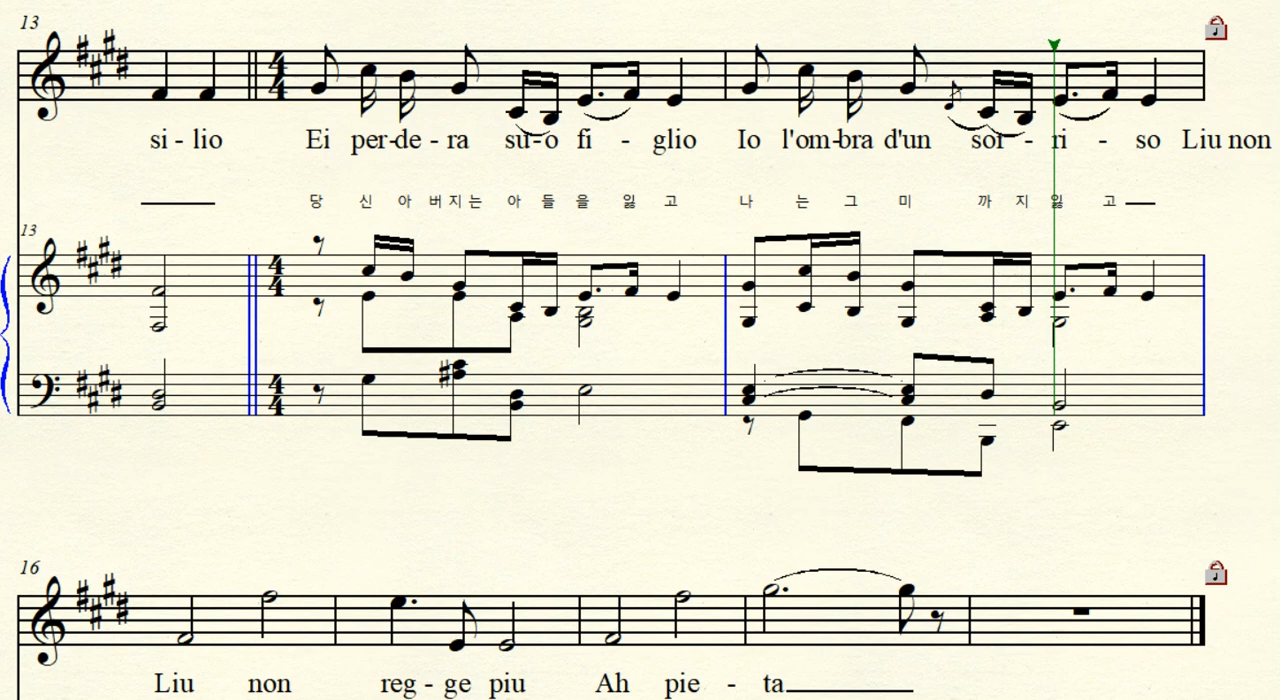 13
si - lio Ei per-de - ra su-o fi - glio Io l'om-bra d'un sor - ri - so Liu non
당 신 아 버 지 는 아 들 을 잃 고 나 는 그 미 까 지 잃 고
13
16
Liu non reg - ge piu Ah pie - ta